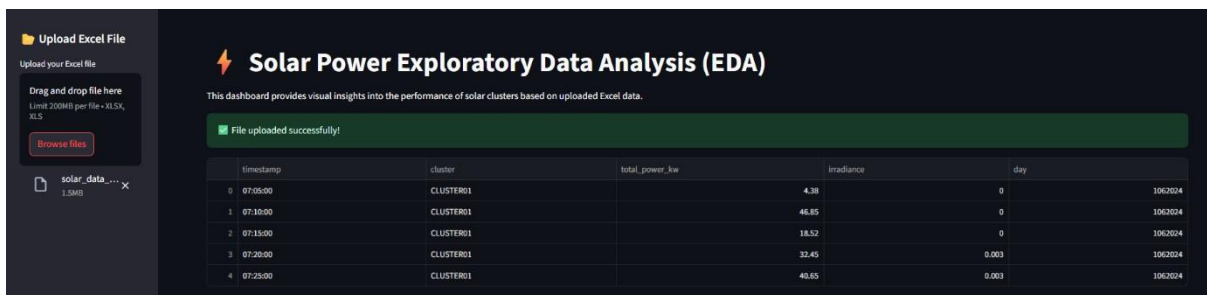 📂 Upload Excel File
Upload your Excel file
Drag and drop file here
Limit 200MB per file • XLSX,
XLS
Browse files
solar_data_...
1.5MB
⚡ Solar Power Exploratory Data Analysis (EDA)
This dashboard provides visual insights into the performance of solar clusters based on uploaded Excel data.
✅ File uploaded successfully!
timestamp cluster total_power_kw irradiance day
0 07:05:00 CLUSTER01 4.38 0 1062024
1 07:10:00 CLUSTER01 46.85 0 1062024
2 07:15:00 CLUSTER01 18.52 0 1062024
3 07:20:00 CLUSTER01 32.45 0.003 1062024
4 07:25:00 CLUSTER01 40.65 0.003 1062024